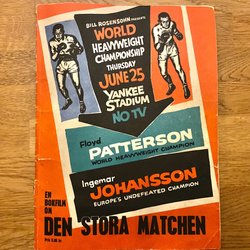 BILL ROSENSOHN PRESENTS
WORLD
HEAVYWEIGHT
CHAMPIONSHIP
THURSDAY
JUNE 25
YANKEE
STADIUM
NO TV
Floyd
PATTERSON
WORLD HEAVYWEIGHT CHAMPION
Ingemar
JOHANSSON
EUROPE'S UNDEFEATED CHAMPION
EN
BOKFILM
OM
DEN STORA MATCHEN